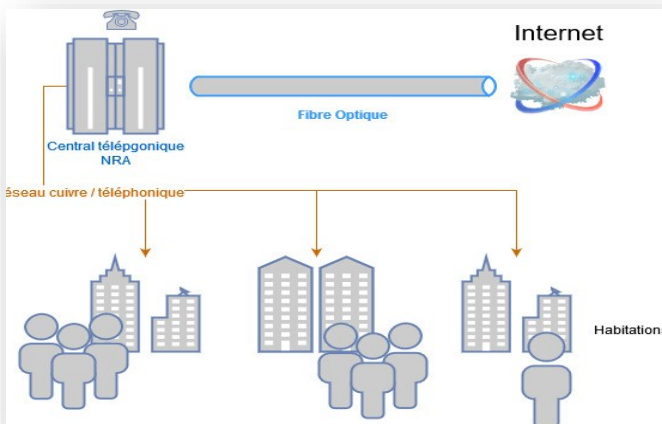 Internet
Fibre Optique
Central télépgonique
NRA
éseau cuivre / téléphonique
Habitations